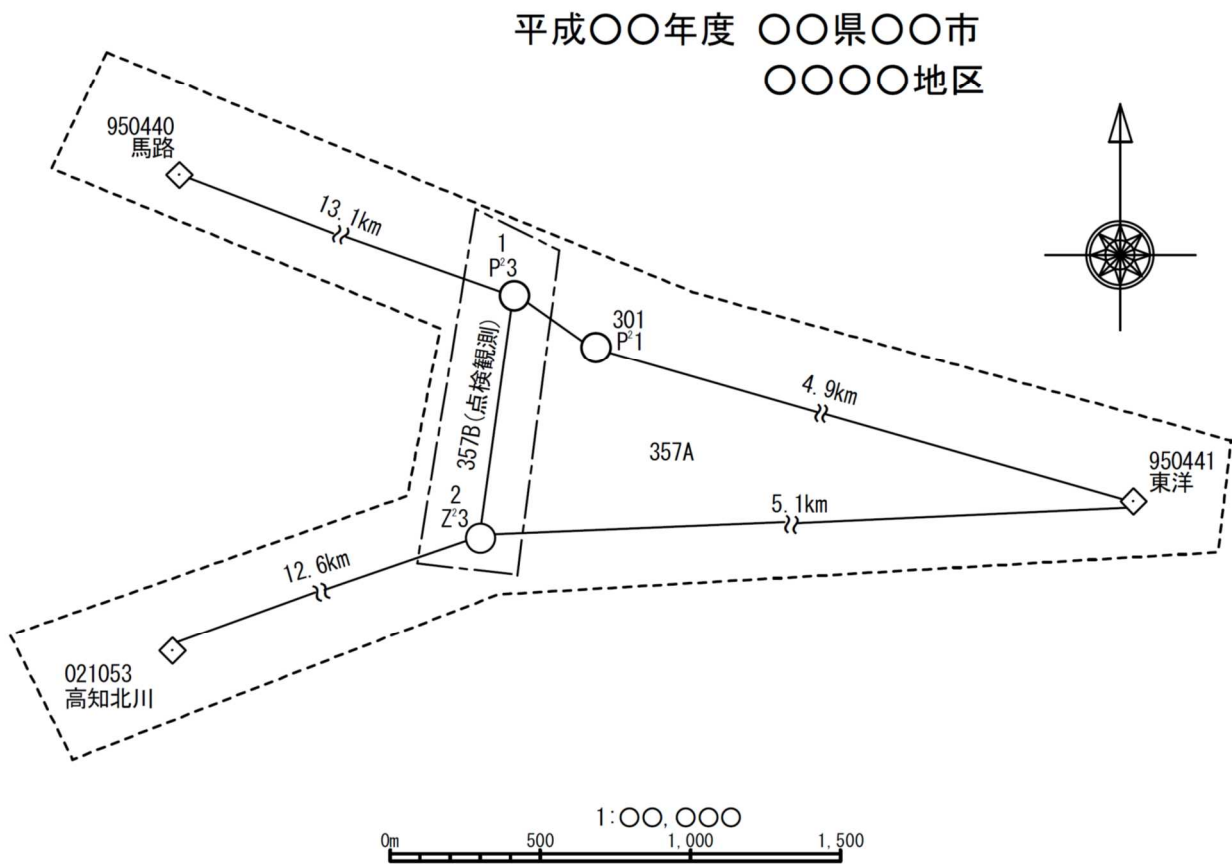 平成○○年度 ○○県○○市
○○○○地区
950440
馬路
13.1km
1
P²3
301
P²1
4.9km
357B(点検観測)
357A
950441
東洋
2
Z²3
5.1km
12.6km
021053
高知北川
1:○○,○○○
0m 500 1,000 1,500